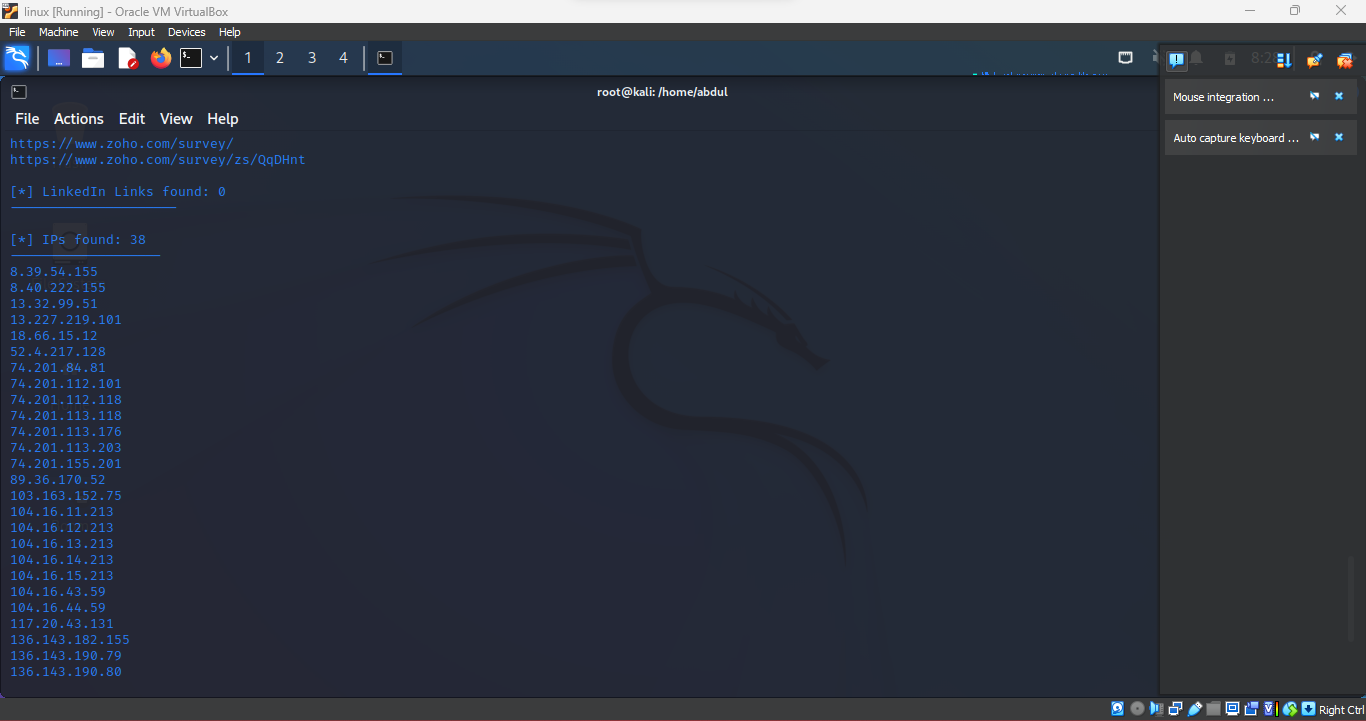 linux [Running] - Oracle VM VirtualBox
File Machine View Input Devices Help
1 2 3 4
root@kali: /home/abdul
File Actions Edit View Help
https://www.zoho.com/survey/
https://www.zoho.com/survey/zs/QqDHnt
[*] LinkedIn Links found: 0
[*] IPs found: 38
8.39.54.155
8.40.222.155
13.32.99.51
13.227.219.101
18.66.15.12
52.4.217.128
74.201.84.81
74.201.112.101
74.201.112.118
74.201.113.118
74.201.113.176
74.201.113.203
74.201.155.201
89.36.170.52
103.163.152.75
104.16.11.213
104.16.12.213
104.16.13.213
104.16.14.213
104.16.15.213
104.16.43.59
104.16.44.59
117.20.43.131
136.143.182.155
136.143.190.79
136.143.190.80
Mouse integration ...
Auto capture keyboard ...
Right Ctrl